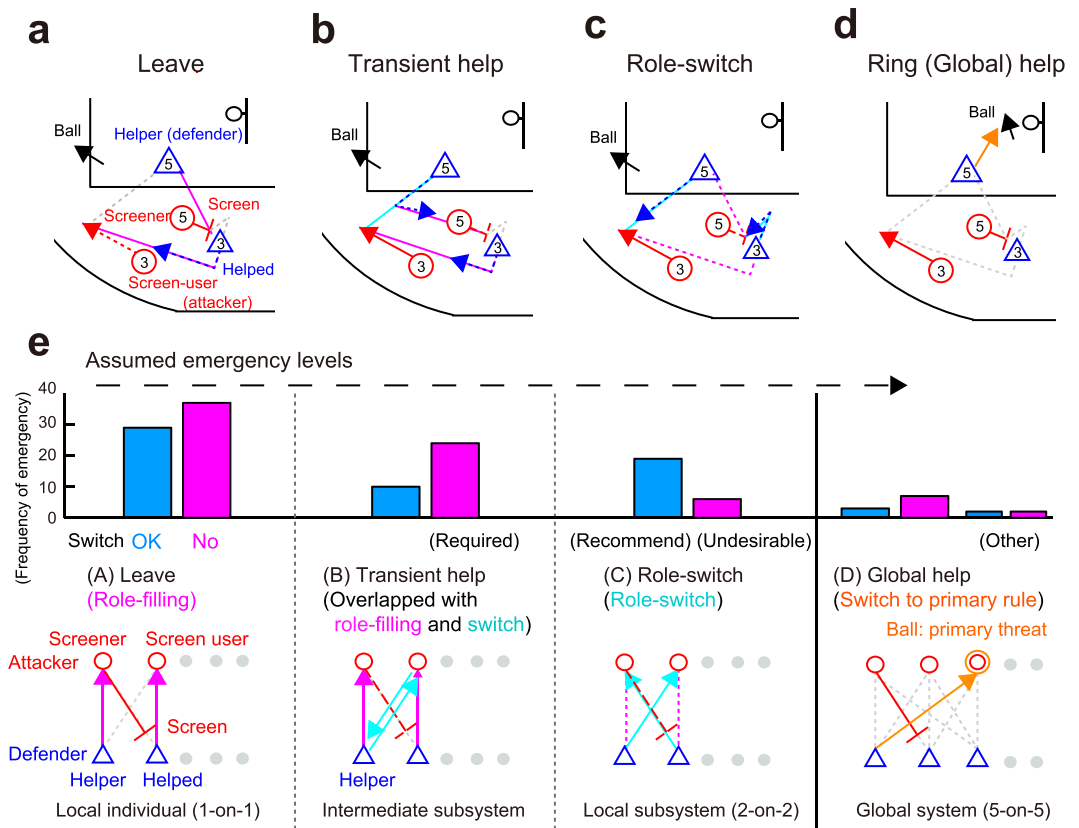 a
b
c
d
Leave
Transient help
Role-switch
Ring (Global) help
Ball
Helper (defender)
5
Screen
Screener
5
3
Helped
3
Screen-user
(attacker)
Ball
5
5
3
3
Ball
5
5
3
3
Ball
5
5
3
3
e
Assumed emergency levels
(Frequency of emergency)
40
30
20
10
0
Switch OK No
(Required)
(Recommend) (Undesirable)
(Other)
(A) Leave
(Role-filling)
(B) Transient help
(Overlapped with
role-filling and switch)
(C) Role-switch
(Role-switch)
(D) Global help
(Switch to primary rule)
Ball: primary threat
Screener
Screen user
Attacker
Screen
Defender
Helper
Helped
Helper
Local individual (1-on-1)
Intermediate subsystem
Local subsystem (2-on-2)
Global system (5-on-5)